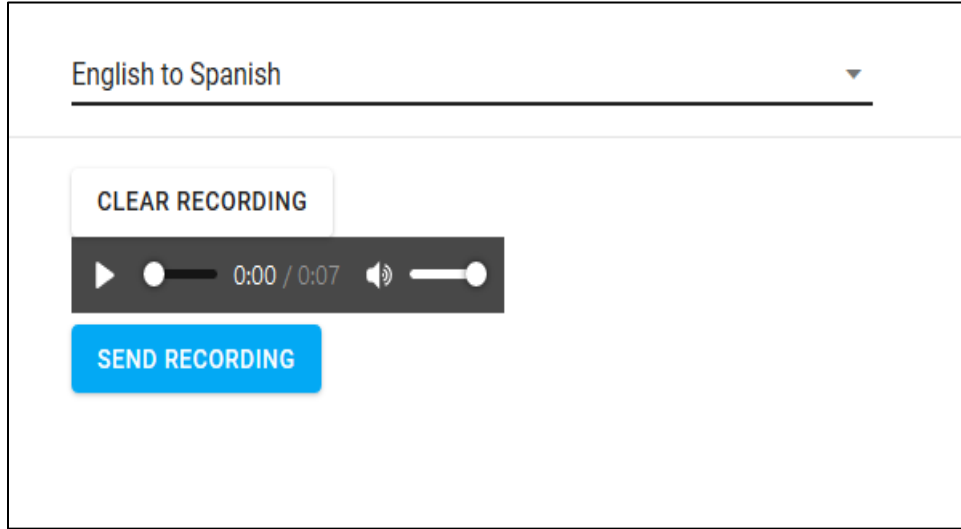 English to Spanish
CLEAR RECORDING
0:00 / 0:07
SEND RECORDING